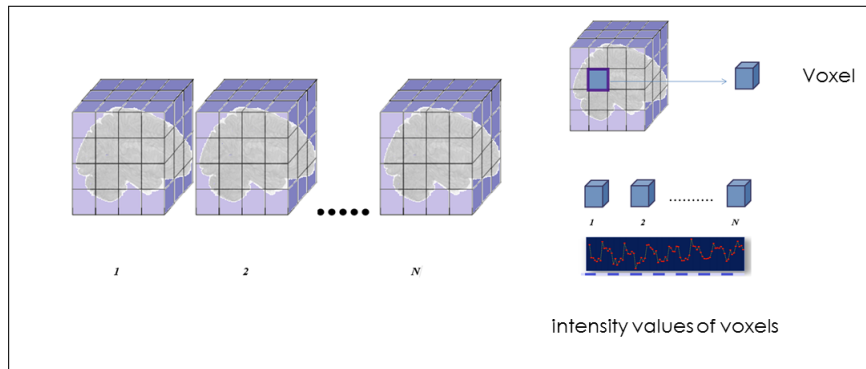 1 2 ●●●●● N
Voxel
1 2 .......... N
intensity values of voxels